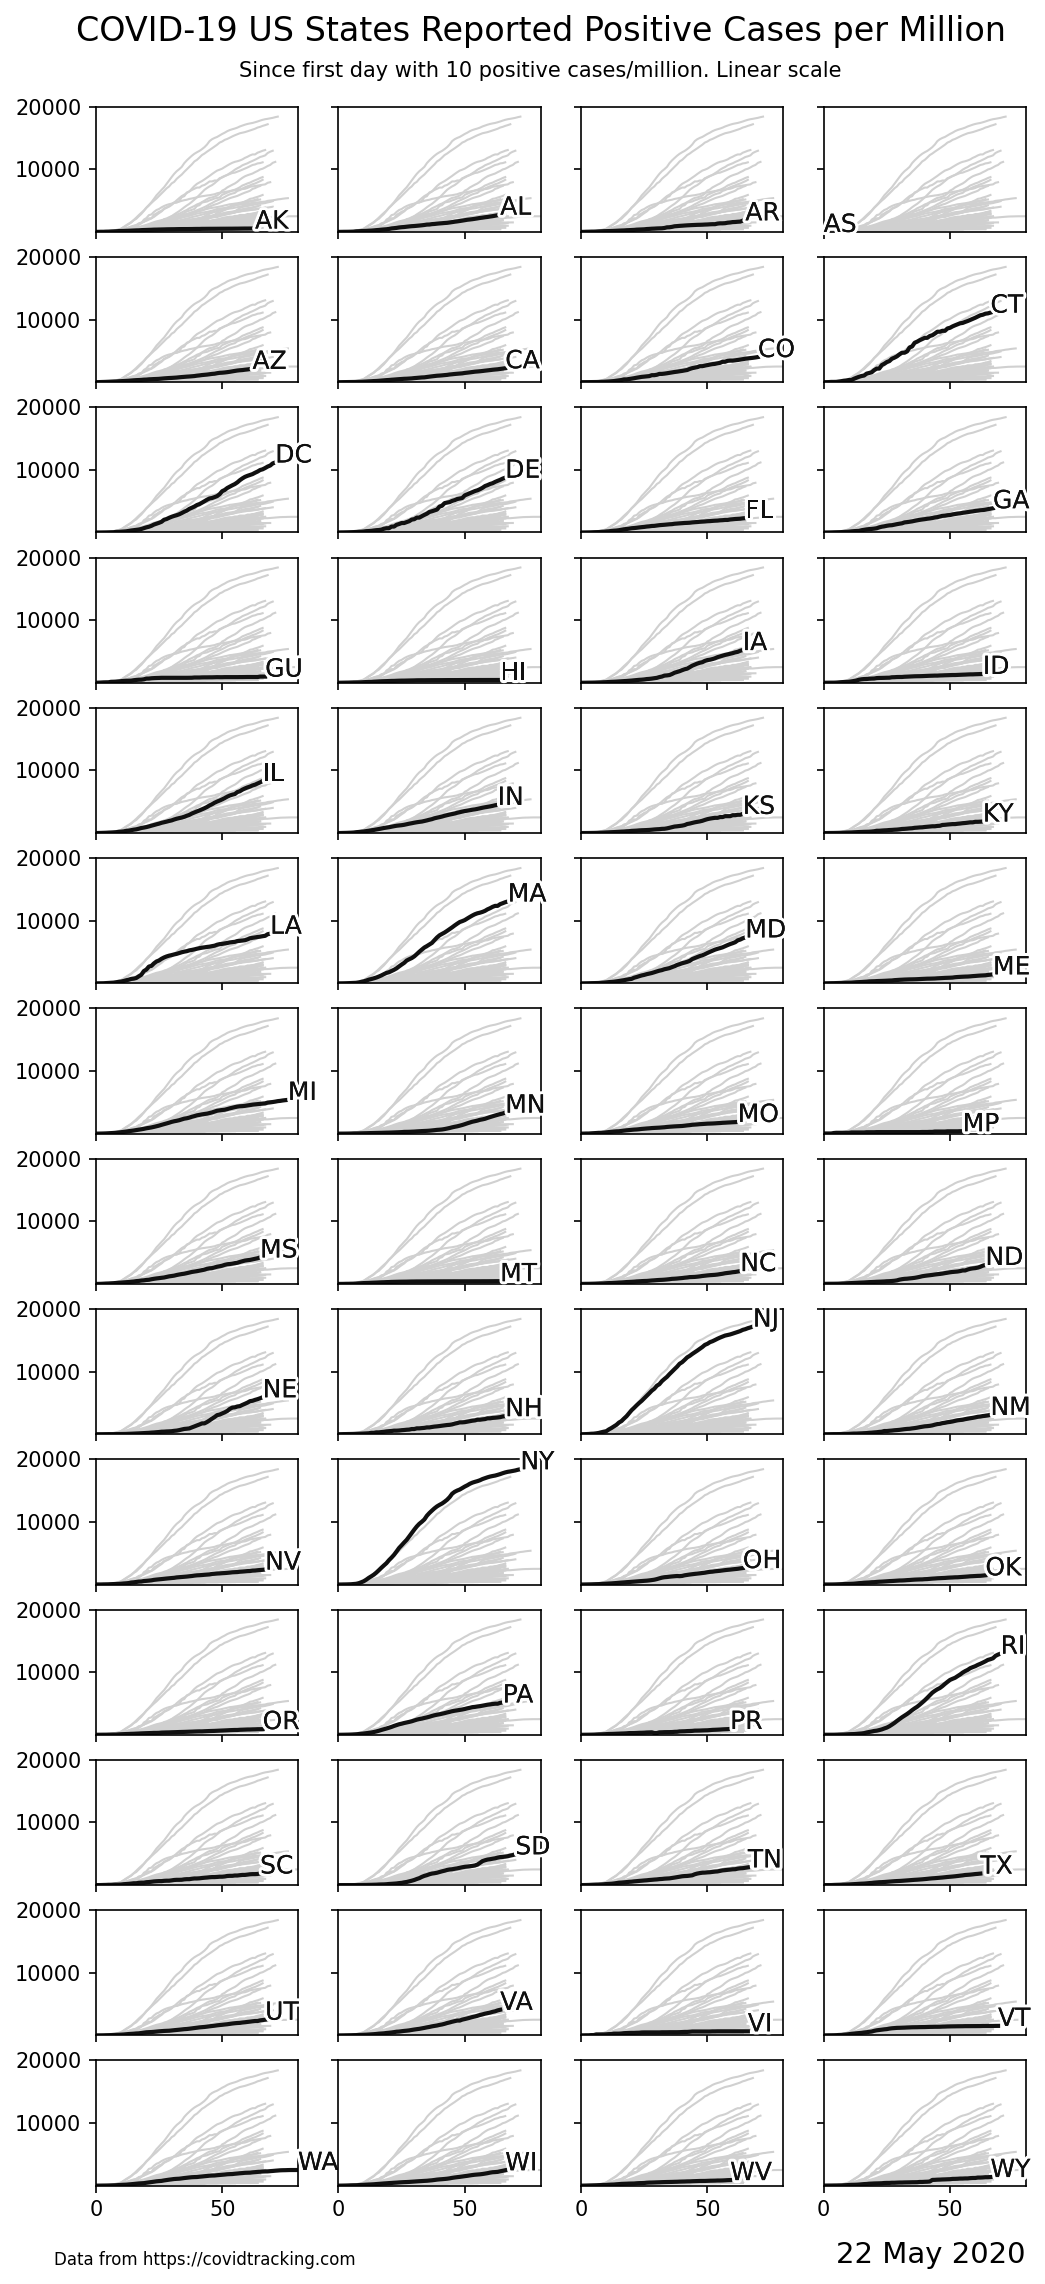 COVID-19 US States Reported Positive Cases per Million
Since first day with 10 positive cases/million. Linear scale
20000
10000
AK AL AR AS
20000
10000
AZ CA CO CT
20000
10000
DC DE FL GA
20000
10000
GU HI IA ID
20000
10000
IL IN KS KY
20000
10000
LA MA MD ME
20000
10000
MI MN MO MP
20000
10000
MS MT NC ND
20000
10000
NE NH NJ NM
20000
10000
NV NY OH OK
20000
10000
OR PA PR RI
20000
10000
SC SD TN TX
20000
10000
UT VA VI VT
20000
10000
WA WI WV WY
0 50 0 50 0 50 0 50
Data from https://covidtracking.com
22 May 2020